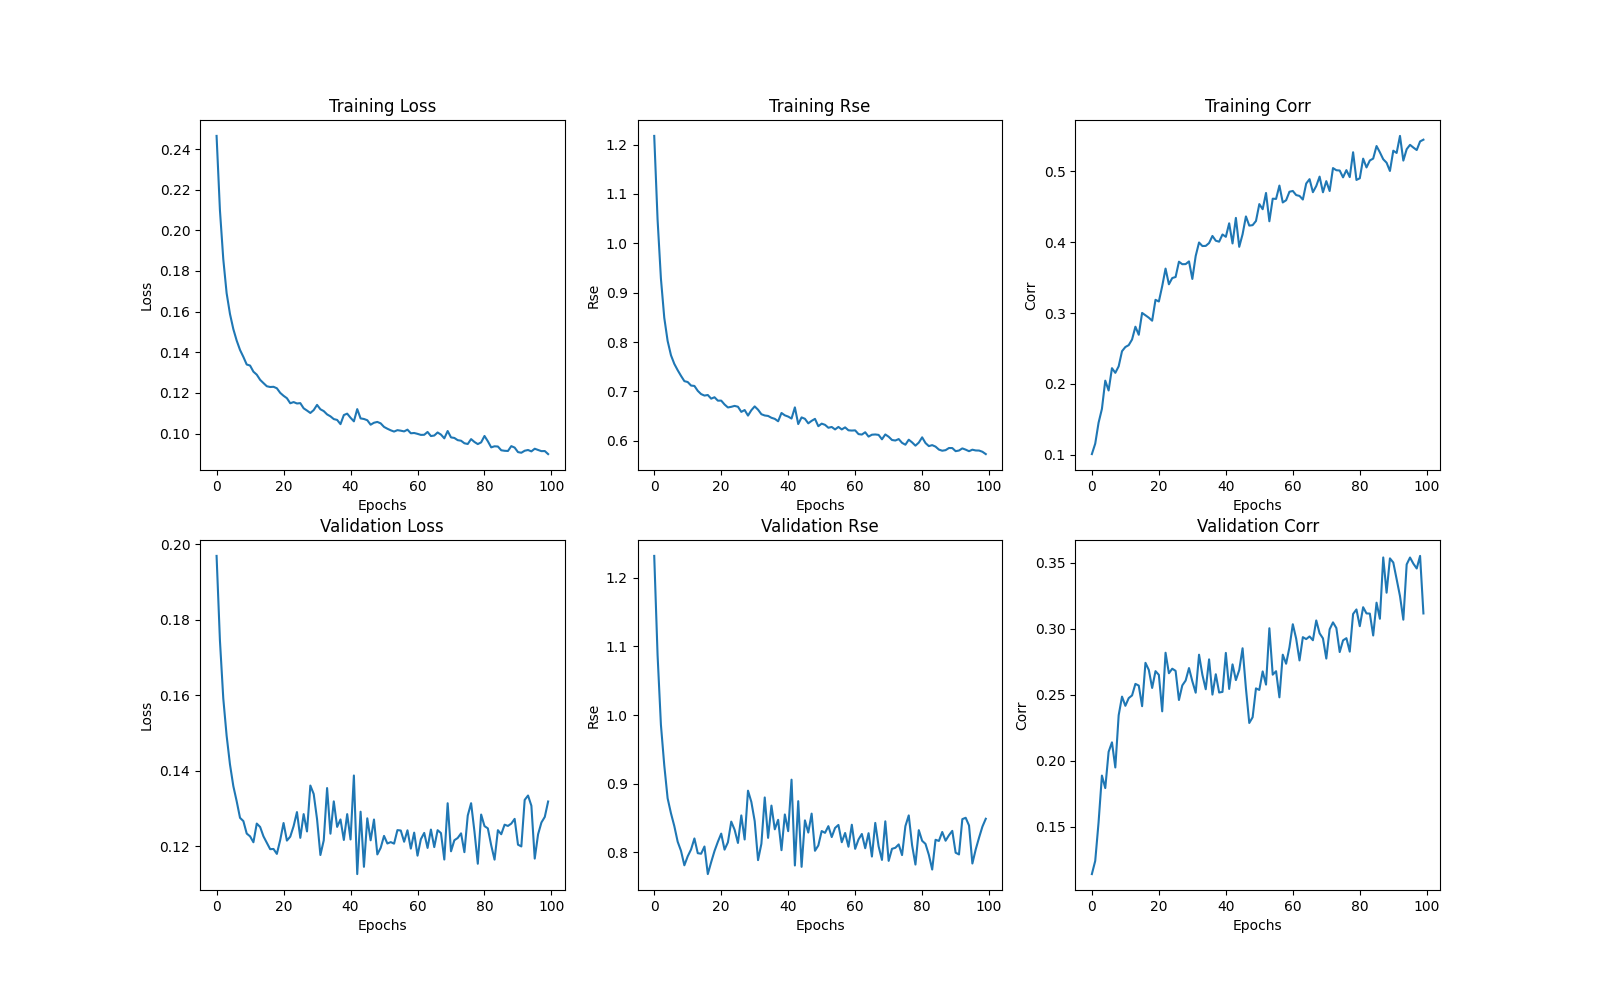 Training Loss
Training Rse
Training Corr
0.24
0.22
0.20
0.18
0.16
0.14
0.12
0.10
Loss
0 20 40 60 80 100
Epochs
1.2
1.1
1.0
0.9
0.8
0.7
0.6
Rse
0 20 40 60 80 100
Epochs
0.5
0.4
0.3
0.2
0.1
Corr
0 20 40 60 80 100
Epochs
Validation Loss
Validation Rse
Validation Corr
0.20
0.18
0.16
0.14
0.12
Loss
0 20 40 60 80 100
Epochs
1.2
1.1
1.0
0.9
0.8
Rse
0 20 40 60 80 100
Epochs
0.35
0.30
0.25
0.20
0.15
Corr
0 20 40 60 80 100
Epochs